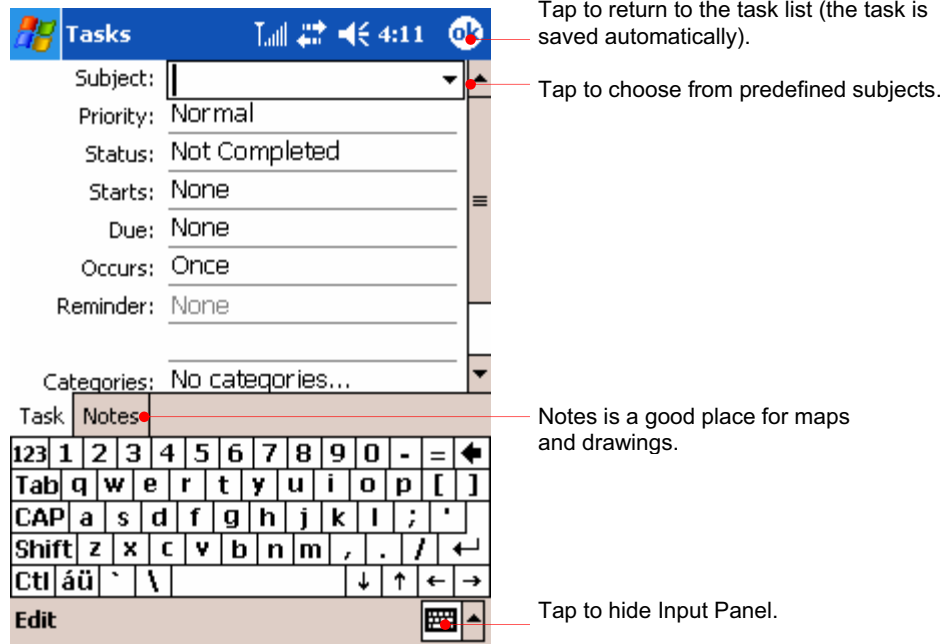 Tap to return to the task list (the task is
saved automatically).
Tasks 4:11 ok
Subject:
Tap to choose from predefined subjects.
Priority: Normal
Status: Not Completed
Starts: None
Due: None
Occurs: Once
Reminder: None
Categories: No categories...
Task Notes
Notes is a good place for maps
and drawings.
123 1 2 3 4 5 6 7 8 9 0 - =
Tab q w e r t y u i o p [ ]
CAP a s d f g h j k l ; '
Shift z x c v b n m , . /
Ctl áü ` \ ↓ ↑ ← →
Edit
Tap to hide Input Panel.